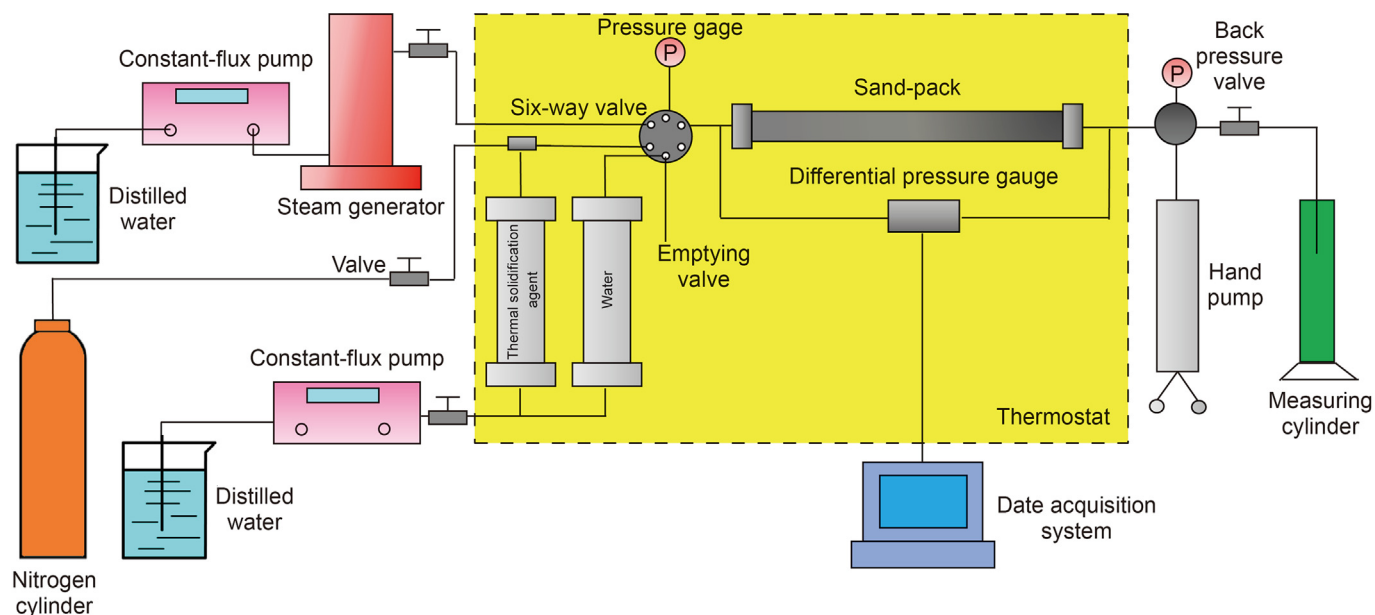 Pressure gage
P
Back
pressure
valve
Constant-flux pump
P
Sand-pack
Six-way valve
Distilled
water
Steam generator
Differential pressure gauge
Valve
Emptying
valve
Thermal solidification
agent
Water
Hand
pump
Constant-flux pump
Thermostat
Measuring
cylinder
Distilled
water
Date acquisition
system
Nitrogen
cylinder